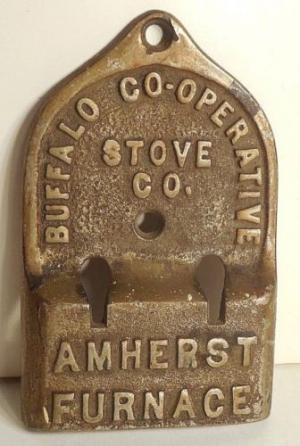 BUFFALO CO-OPERATIVE
STOVE
CO.
AMHERST
FURNACE